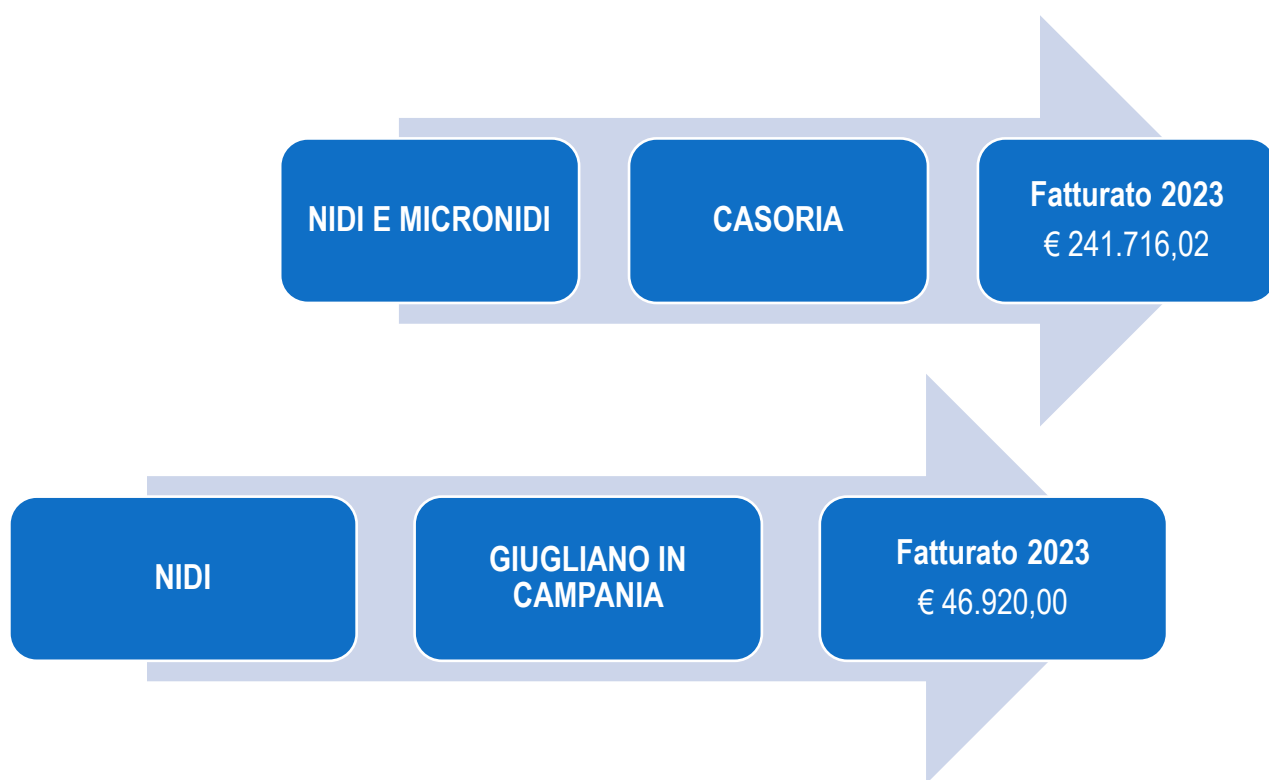 NIDI E MICRONIDI
CASORIA
Fatturato 2023
€ 241.716,02
NIDI
GIUGLIANO IN
CAMPANIA
Fatturato 2023
€ 46.920,00